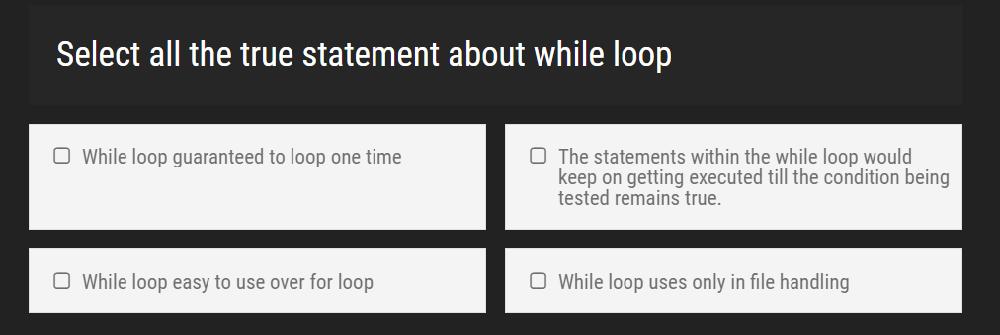 Select all the true statement about while loop
While loop guaranteed to loop one time
The statements within the while loop would
keep on getting executed till the condition being
tested remains true.
While loop easy to use over for loop
While loop uses only in file handling